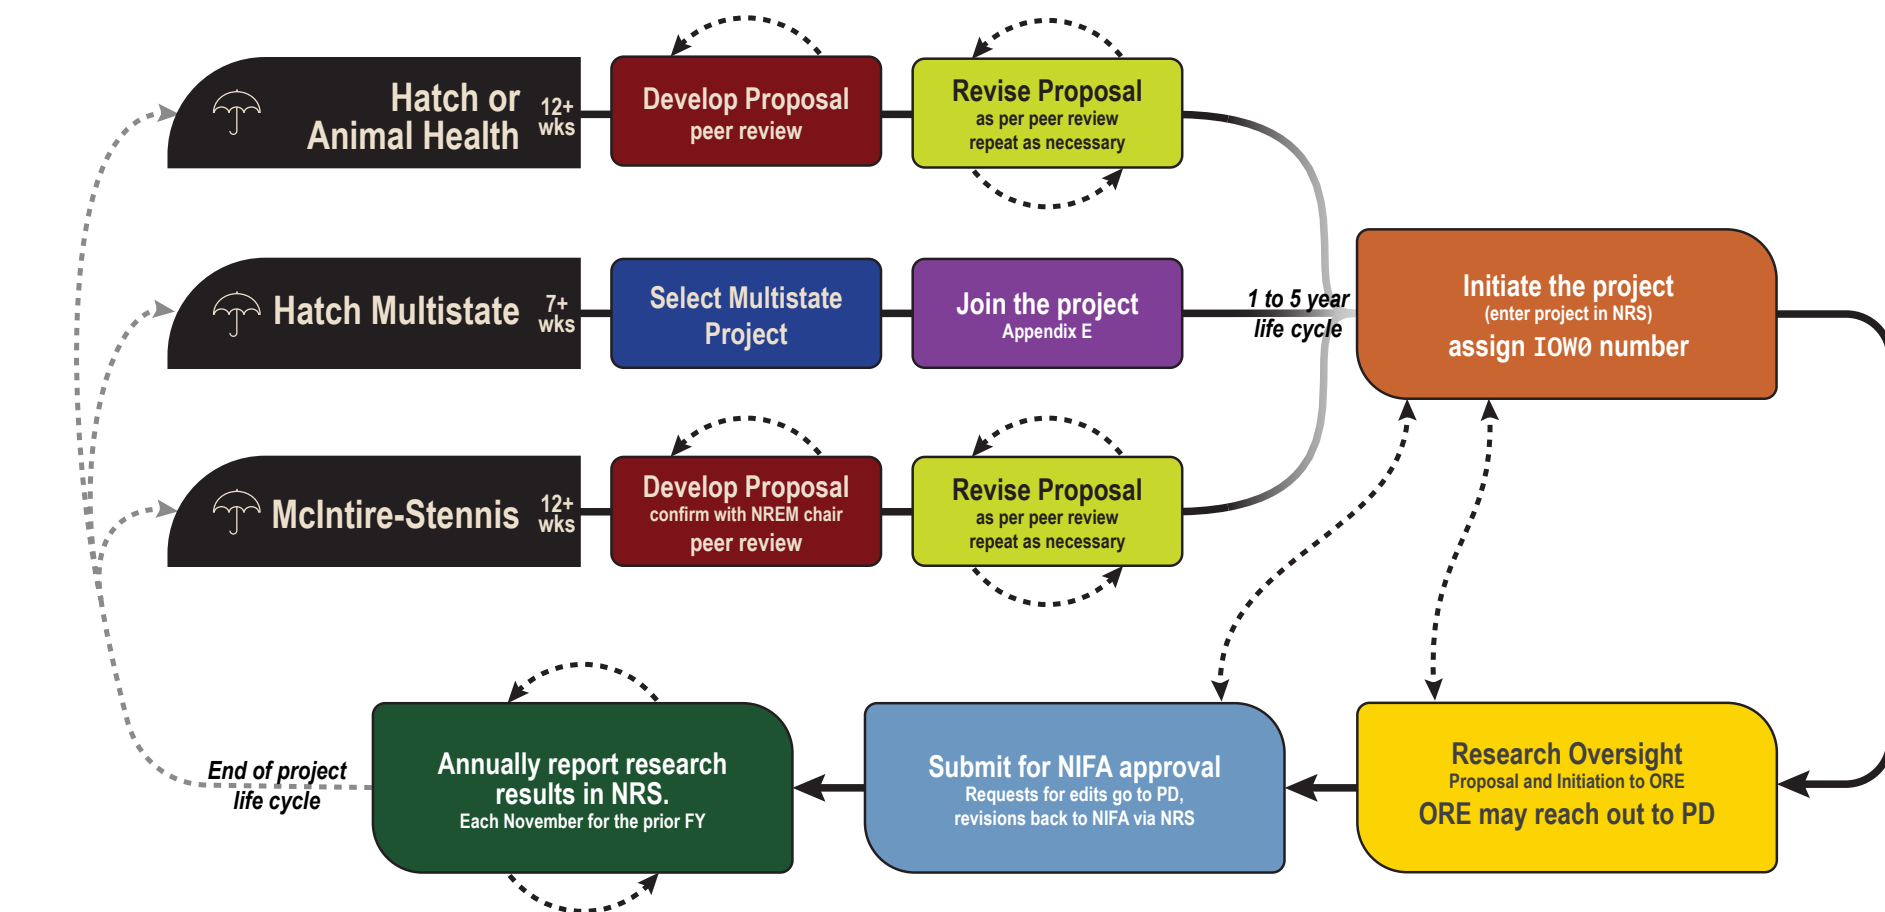 Hatch or
Animal Health
12+
wks
Develop Proposal
peer review
Revise Proposal
as per peer review
repeat as necessary
Hatch Multistate
7+
wks
Select Multistate
Project
Join the project
Appendix E
1 to 5 year
life cycle
Initiate the project
(enter project in NRS)
assign IOW0 number
McIntire-Stennis
12+
wks
Develop Proposal
confirm with NREM chair
peer review
Revise Proposal
as per peer review
repeat as necessary
End of project
life cycle
Annually report research
results in NRS.
Each November for the prior FY
Submit for NIFA approval
Requests for edits go to PD,
revisions back to NIFA via NRS
Research Oversight
Proposal and Initiation to ORE
ORE may reach out to PD